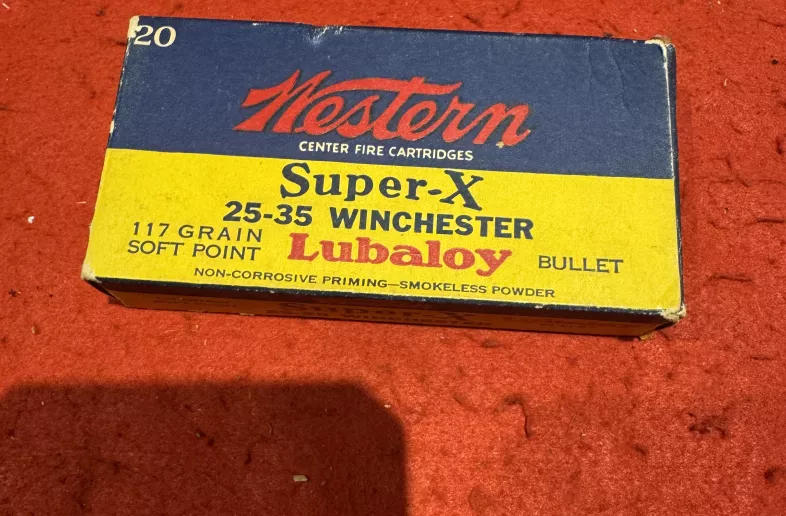 20
Western
CENTER FIRE CARTRIDGES
Super-X
25-35 WINCHESTER
117 GRAIN
SOFT POINT
Lubaloy
BULLET
NON-CORROSIVE PRIMING—SMOKELESS POWDER
Super-X